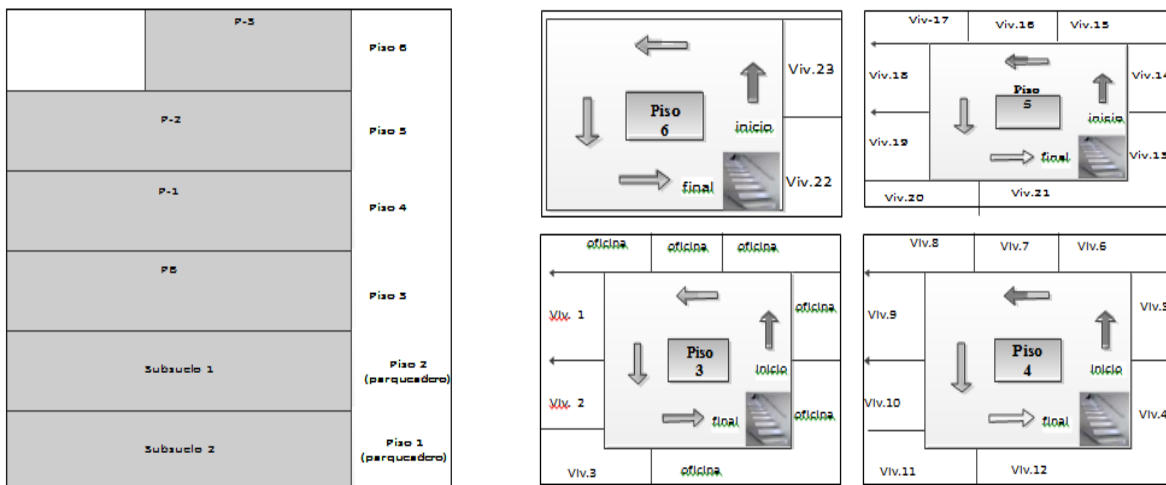 P-3
Piso 6
P-2
Piso 5
P-1
Piso 4
PB
Piso 3
Subsuelo 1
Piso 2
(parqueadero)
Subsuelo 2
Piso 1
(parqueadero)
Viv.23
Piso
6
inicio
final
Viv.22
Viv-17
Viv.16
Viv.15
Viv.18
Viv.14
Piso
5
inicio
Viv.19
final
Viv.13
Viv.20
Viv.21
oficina
oficina
oficina
Viv. 1
oficina
Piso
3
inicio
Viv. 2
oficina
final
Viv.3
oficina
Viv.8
Viv.7
Viv.6
Viv.9
Viv.3
Piso
4
inicio
Viv.10
Viv.4
final
Viv.11
Viv.12